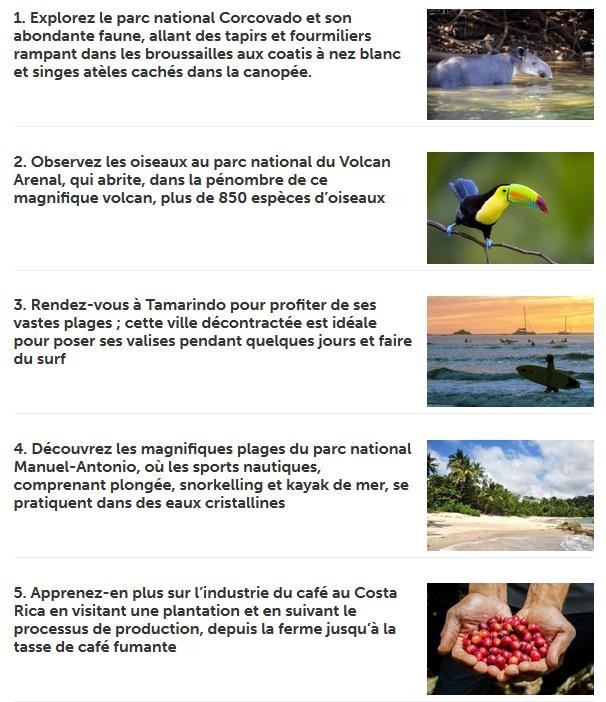 1. Explorez le parc national Corcovado et son
abondante faune, allant des tapirs et fourmiliers
rampant dans les broussailles aux coatis à nez blanc
et singes atèles cachés dans la canopée.
2. Observez les oiseaux au parc national du Volcan
Arenal, qui abrite, dans la pénombre de ce
magnifique volcan, plus de 850 espèces d’oiseaux
3. Rendez-vous à Tamarindo pour profiter de ses
vastes plages ; cette ville décontractée est idéale
pour poser ses valises pendant quelques jours et faire
du surf
4. Découvrez les magnifiques plages du parc national
Manuel-Antonio, où les sports nautiques,
comprenant plongée, snorkelling et kayak de mer, se
pratiquent dans des eaux cristallines
5. Apprenez-en plus sur l’industrie du café au Costa
Rica en visitant une plantation et en suivant le
processus de production, depuis la ferme jusqu’à la
tasse de café fumante